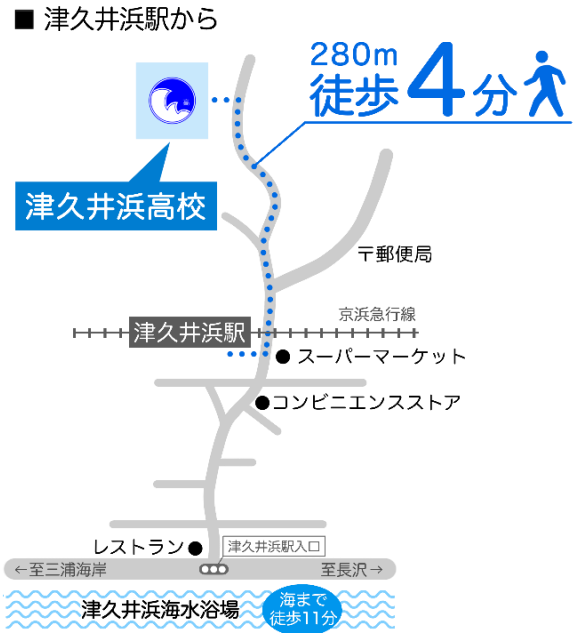 ■ 津久井浜駅から
280m
徒歩4分
津久井浜高校
〒郵便局
京浜急行線
津久井浜駅
●スーパーマーケット
●コンビニエンスストア
レストラン●
津久井浜駅入口
←至三浦海岸
至長沢→
津久井浜海水浴場
海まで
徒歩11分